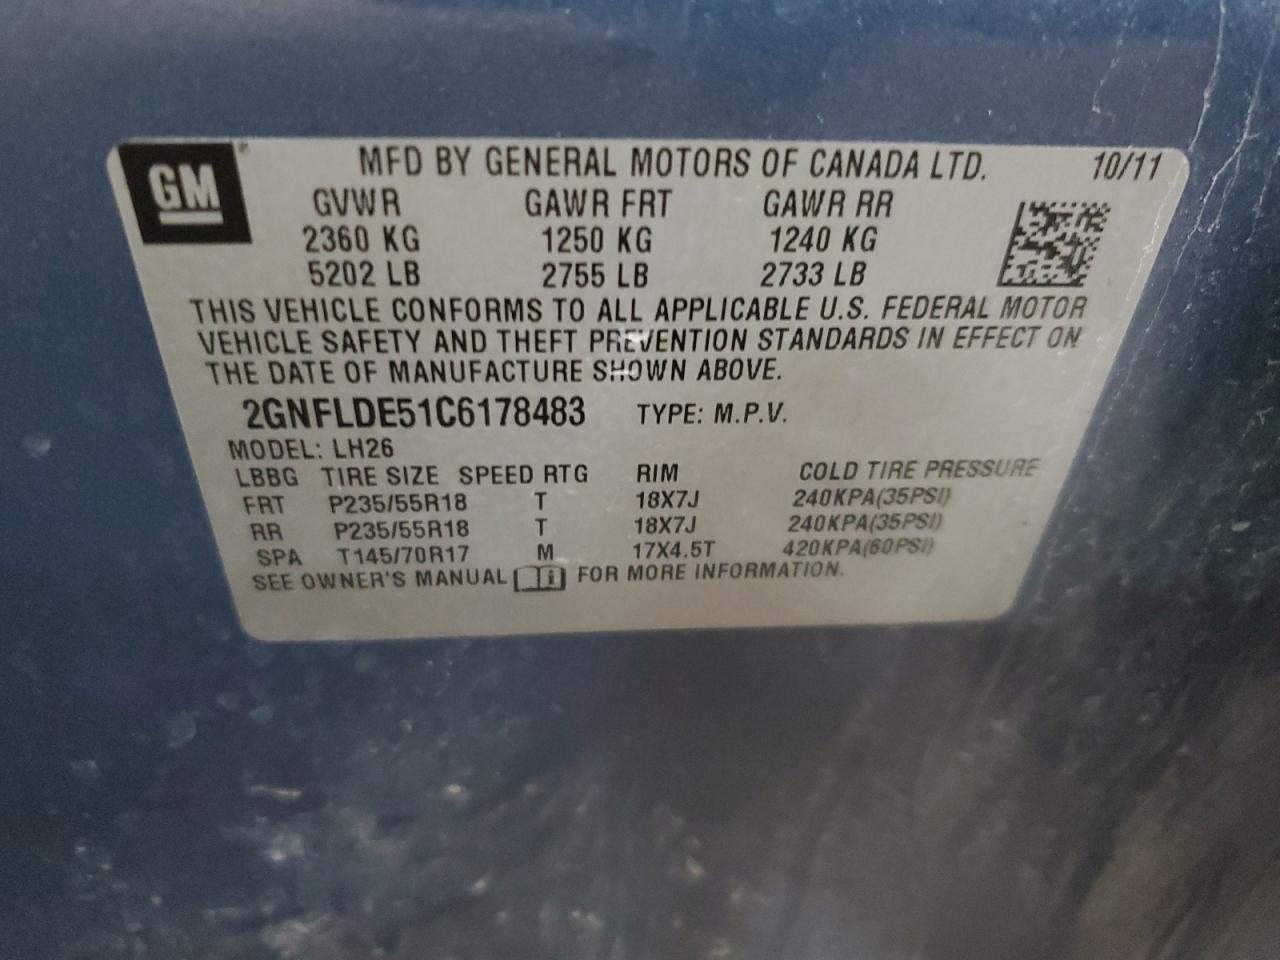 GM MFD BY GENERAL MOTORS OF CANADA LTD. 10/11
GVWR GAWR FRT GAWR RR
2360 KG 1250 KG 1240 KG
5202 LB 2755 LB 2733 LB
THIS VEHICLE CONFORMS TO ALL APPLICABLE U.S. FEDERAL MOTOR
VEHICLE SAFETY AND THEFT PREVENTION STANDARDS IN EFFECT ON
THE DATE OF MANUFACTURE SHOWN ABOVE.
2GNFLDE51C6178483 TYPE: M.P.V.
MODEL: LH26
LBBG TIRE SIZE SPEED RTG RIM COLD TIRE PRESSURE
FRT P235/55R18 T 18X7J 240KPA(35PSI)
RR P235/55R18 T 18X7J 240KPA(35PSI)
SPA T145/70R17 M 17X4.5T 420KPA(60PSI)
SEE OWNER'S MANUAL i FOR MORE INFORMATION.